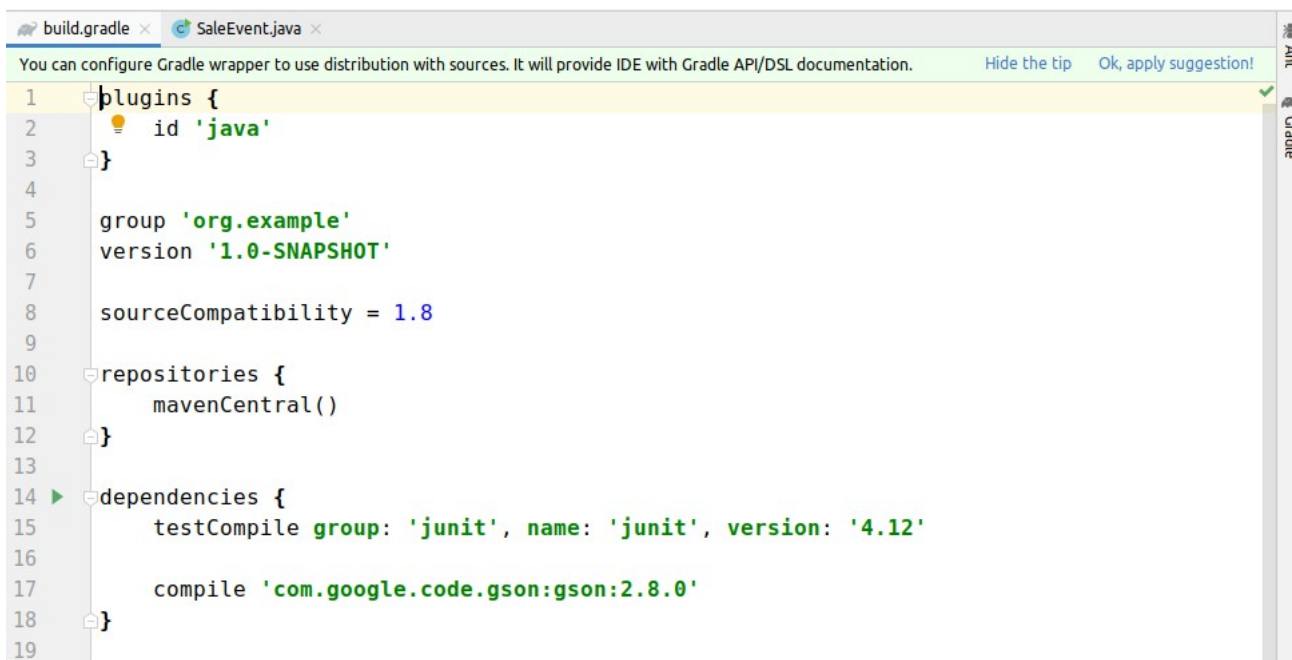 build.gradle SaleEvent.java
You can configure Gradle wrapper to use distribution with sources. It will provide IDE with Gradle API/DSL documentation. Hide the tip Ok, apply suggestion!
1 plugins {
2 id 'java'
3 }
4
5 group 'org.example'
6 version '1.0-SNAPSHOT'
7
8 sourceCompatibility = 1.8
9
10 repositories {
11 mavenCentral()
12 }
13
14 dependencies {
15 testCompile group: 'junit', name: 'junit', version: '4.12'
16
17 compile 'com.google.code.gson:gson:2.8.0'
18 }
19
Ant
Gradle